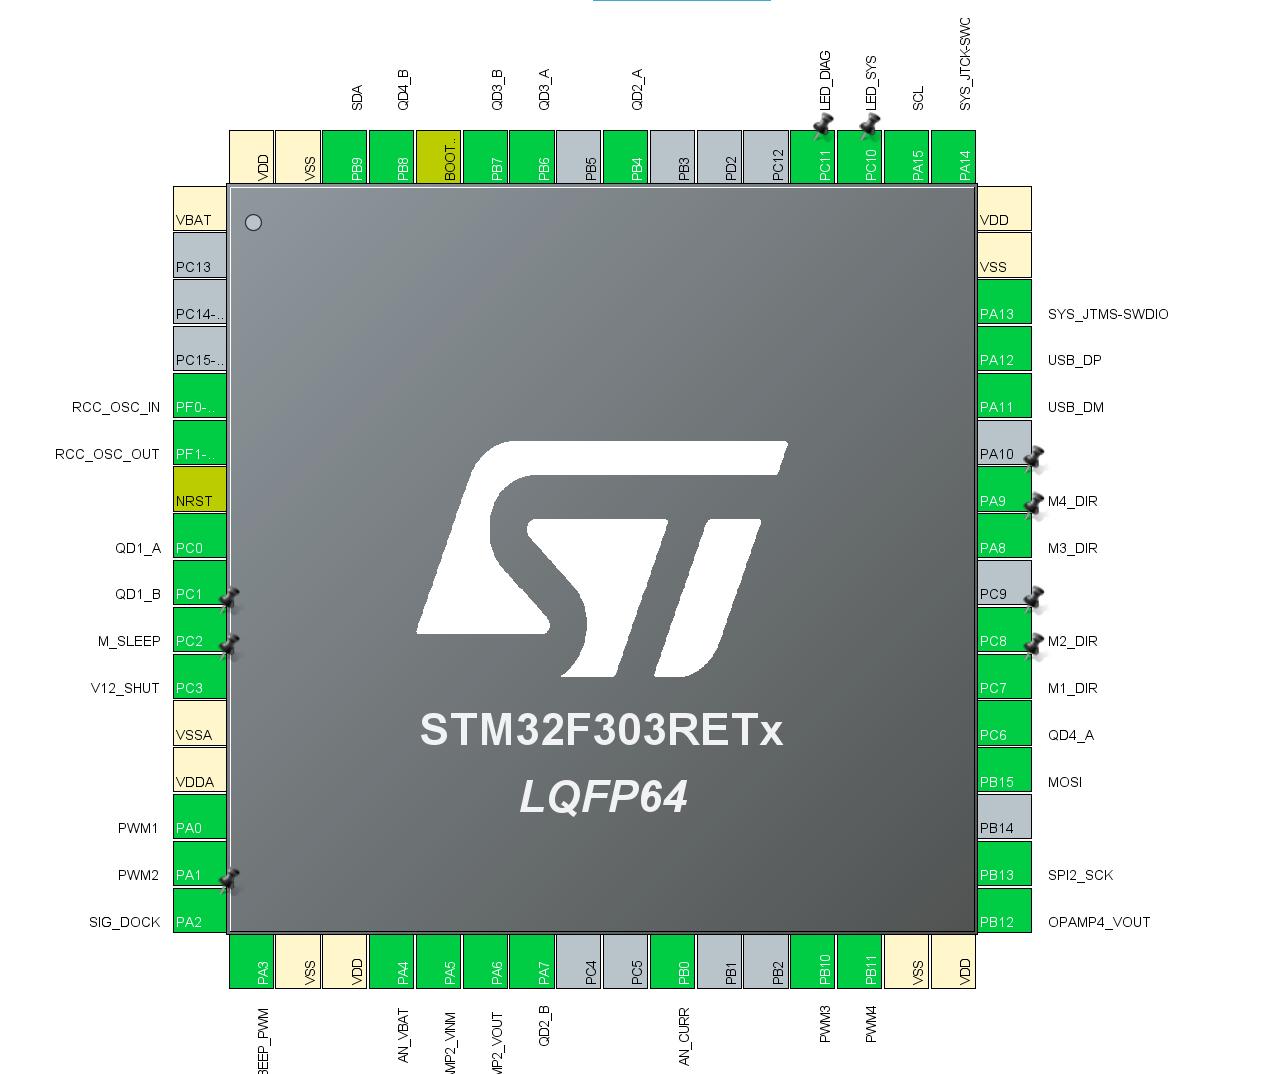 SDA
QD4_B
QD3_B
QD3_A
QD2_A
LED_DIAG
LED_SYS
SCL
SYS_JTCK-SWC
VDD
VSS
PB9
PB8
BOOT..
PB7
PB6
PB5
PB4
PB3
PD2
PC12
PC11
PC10
PA15
PA14
VBAT
PC13
PC14-..
PC15-..
RCC_OSC_IN PF0-..
RCC_OSC_OUT PF1-..
NRST
QD1_A PC0
QD1_B PC1
M_SLEEP PC2
V12_SHUT PC3
VSSA
VDDA
PWM1 PA0
PWM2 PA1
SIG_DOCK PA2
ST
STM32F303RETx
LQFP64
VDD
VSS
PA13 SYS_JTMS-SWDIO
PA12 USB_DP
PA11 USB_DM
PA10
PA9 M4_DIR
PA8 M3_DIR
PC9
PC8 M2_DIR
PC7 M1_DIR
PC6 QD4_A
PB15 MOSI
PB14
PB13 SPI2_SCK
PB12 OPAMP4_VOUT
PA3
VSS
VDD
PA4
PA5
PA6
PA7
PC4
PC5
PB0
PB1
PB2
PB10
PB11
VSS
VDD
BEEP_PWM
AN_VBAT
MP2_VINM
MP2_VOUT
QD2_B
AN_CURR
PWM3
PWM4